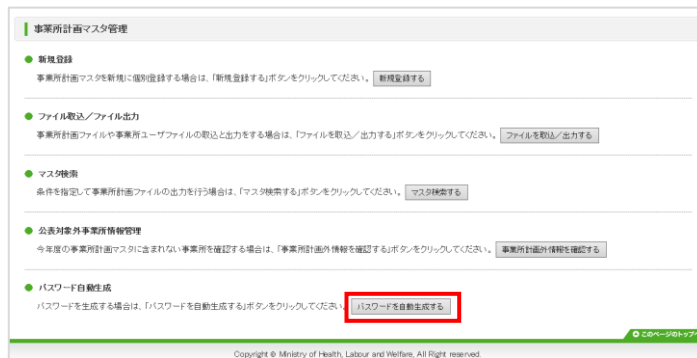 事業所計画マスタ管理
新規登録
事業所計画マスタを新規に個別登録する場合は、「新規登録する」ボタンをクリックしてください。 新規登録する
ファイル取込／ファイル出力
事業所計画ファイルや事業所ユーザファイルの取込と出力をする場合は、「ファイルを取込／出力する」ボタンをクリックしてください。 ファイルを取込／出力する
マスタ検索
条件を指定して事業所計画ファイルの出力を行う場合は、「マスタ検索する」ボタンをクリックしてください。 マスタ検索する
公表対象外事業所情報管理
今年度の事業所計画マスタに含まれない事業所を確認する場合は、「事業所計画外情報を確認する」ボタンをクリックしてください。 事業所計画外情報を確認する
パスワード自動生成
パスワードを生成する場合は、「パスワードを自動生成する」ボタンをクリックしてください。 パスワードを自動生成する
このページのトップへ
Copyright © Ministry of Health, Labour and Welfare, All Right reserved.